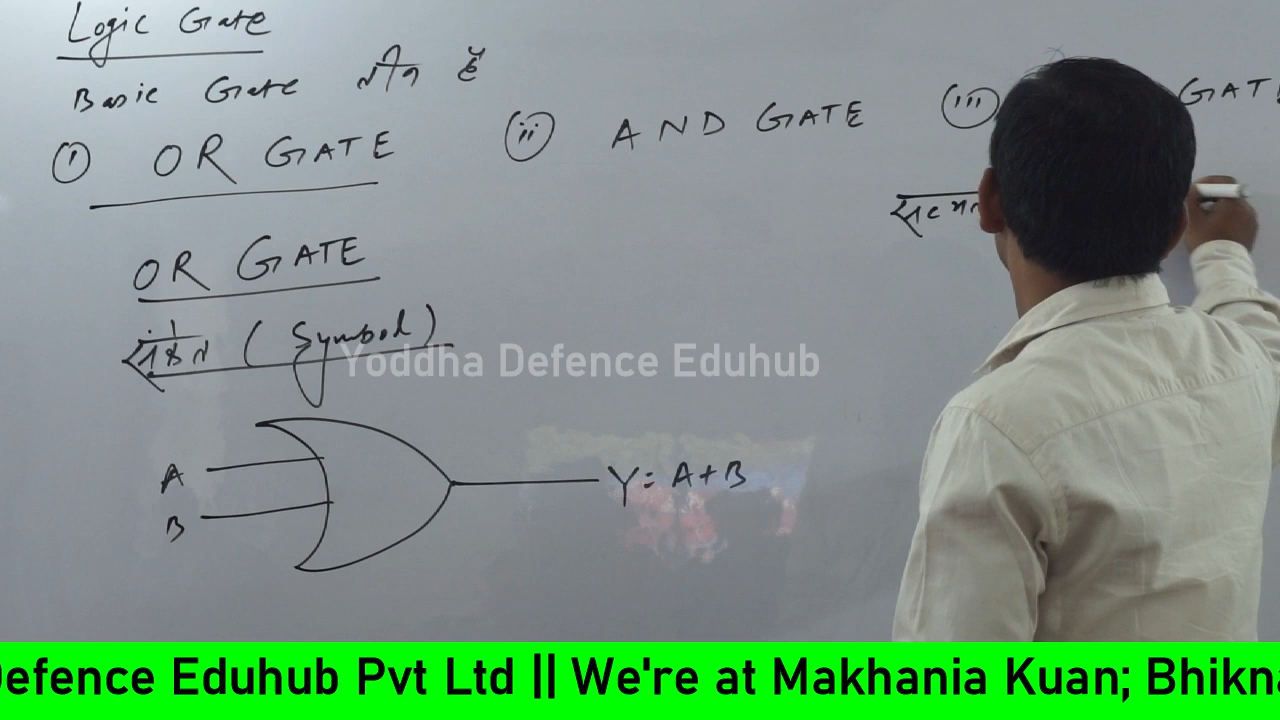 Logic Gate
Basic Gate तीन है
(i) OR GATE (ii) AND GATE (iii) GATE
OR GATE
(Symbol)
Yoddha Defence Eduhub
A
Y = A+B
B
Defence Eduhub Pvt Ltd || We're at Makhania Kuan; Bhikna